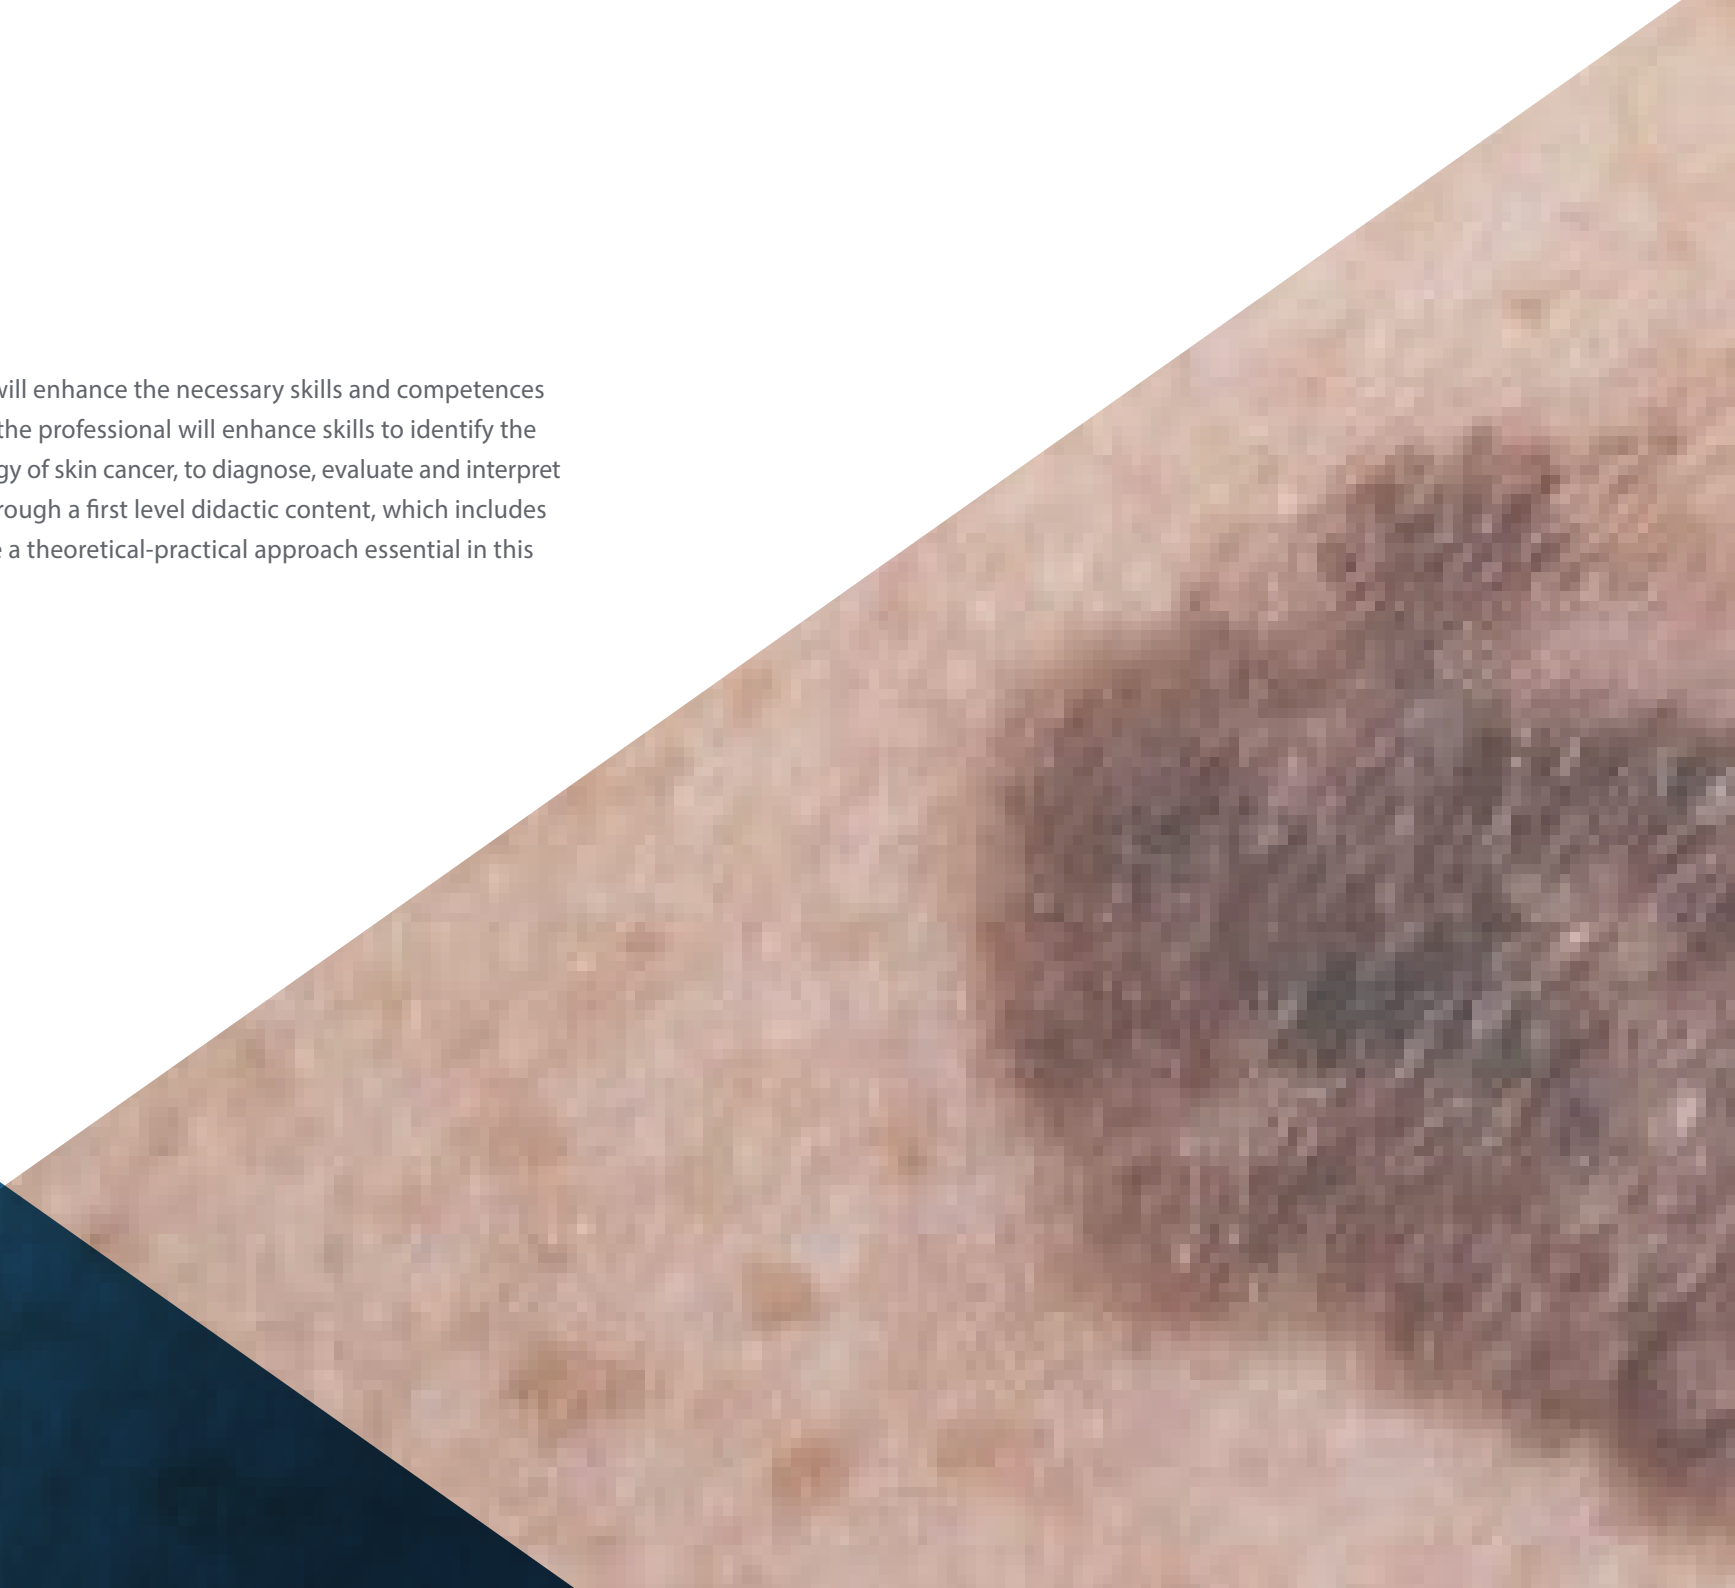 will enhance the necessary skills and competences
the professional will enhance skills to identify the
gy of skin cancer, to diagnose, evaluate and interpret
rough a first level didactic content, which includes
a theoretical-practical approach essential in this